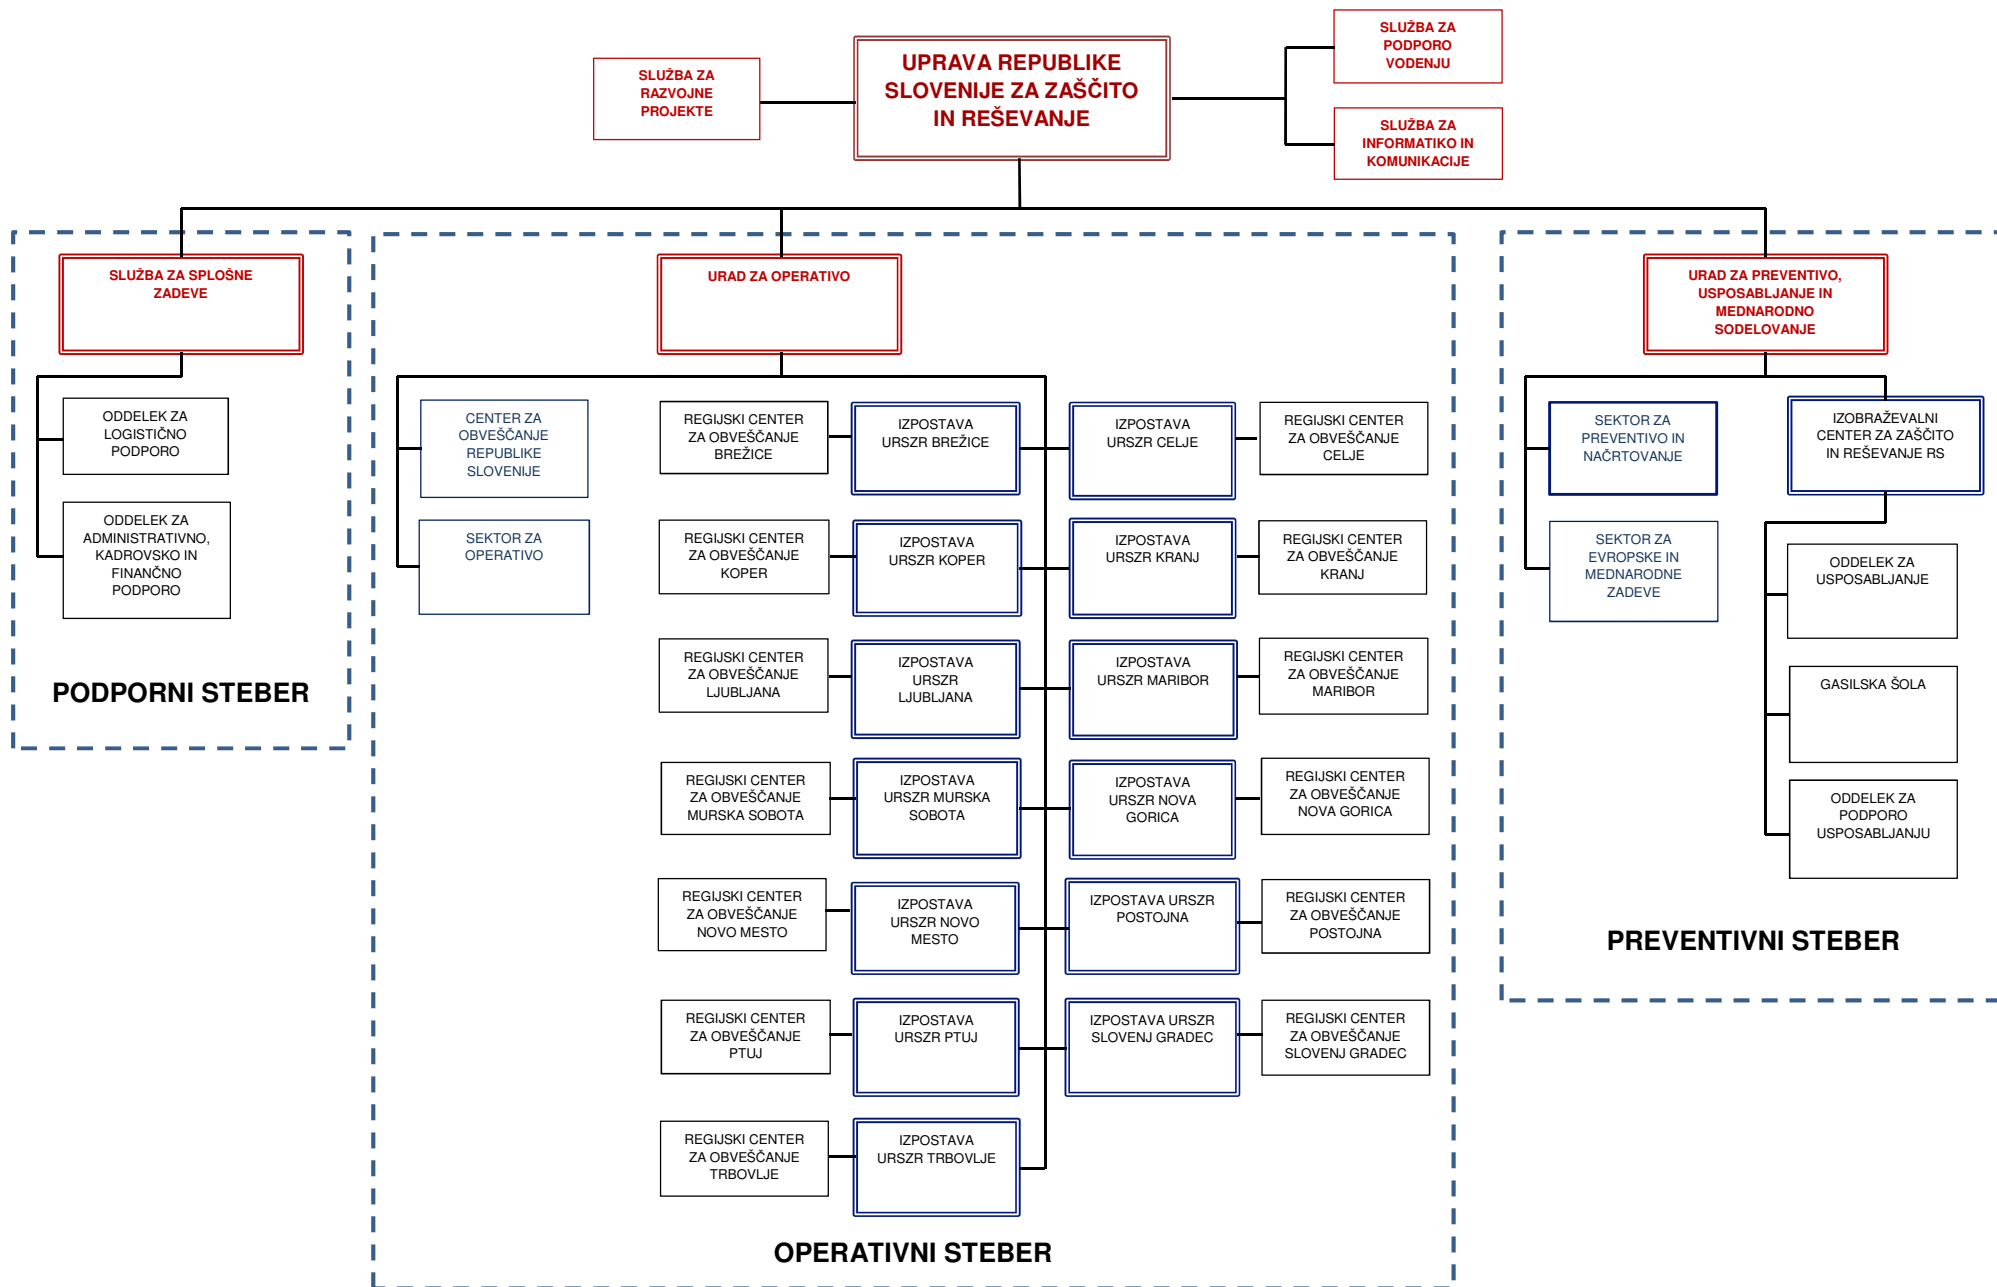 SLUŽBA ZA
RAZVOJNE
PROJEKTE
UPRAVA REPUBLIKE
SLOVENIJE ZA ZAŠČITO
IN REŠEVANJE
SLUŽBA ZA
PODPORO
VODENJU
SLUŽBA ZA
INFORMATIKO IN
KOMUNIKACIJE
SLUŽBA ZA SPLOŠNE
ZADEVE
ODDELEK ZA
LOGISTIČNO
PODPORO
ODDELEK ZA
ADMINISTRATIVNO,
KADROVSKO IN
FINANČNO
PODPORO
PODPORNI STEBER
URAD ZA OPERATIVO
CENTER ZA
OBVEŠČANJE
REPUBLIKE
SLOVENIJE
SEKTOR ZA
OPERATIVO
REGIJSKI CENTER
ZA OBVEŠČANJE
BREŽICE
IZPOSTAVA
URSZR BREŽICE
IZPOSTAVA
URSZR CELJE
REGIJSKI CENTER
ZA OBVEŠČANJE
CELJE
REGIJSKI CENTER
ZA OBVEŠČANJE
KOPER
IZPOSTAVA
URSZR KOPER
IZPOSTAVA
URSZR KRANJ
REGIJSKI CENTER
ZA OBVEŠČANJE
KRANJ
REGIJSKI CENTER
ZA OBVEŠČANJE
LJUBLJANA
IZPOSTAVA
URSZR
LJUBLJANA
IZPOSTAVA
URSZR MARIBOR
REGIJSKI CENTER
ZA OBVEŠČANJE
MARIBOR
REGIJSKI CENTER
ZA OBVEŠČANJE
MURSKA SOBOTA
IZPOSTAVA
URSZR MURSKA
SOBOTA
IZPOSTAVA
URSZR NOVA
GORICA
REGIJSKI CENTER
ZA OBVEŠČANJE
NOVA GORICA
REGIJSKI CENTER
ZA OBVEŠČANJE
NOVO MESTO
IZPOSTAVA
URSZR NOVO
MESTO
IZPOSTAVA URSZR
POSTOJNA
REGIJSKI CENTER
ZA OBVEŠČANJE
POSTOJNA
REGIJSKI CENTER
ZA OBVEŠČANJE
PTUJ
IZPOSTAVA
URSZR PTUJ
IZPOSTAVA URSZR
SLOVENJ GRADEC
REGIJSKI CENTER
ZA OBVEŠČANJE
SLOVENJ GRADEC
REGIJSKI CENTER
ZA OBVEŠČANJE
TRBOVLJE
IZPOSTAVA
URSZR TRBOVLJE
OPERATIVNI STEBER
URAD ZA PREVENTIVO,
USPOSABLJANJE IN
MEDNARODNO
SODELOVANJE
SEKTOR ZA
PREVENTIVO IN
NAČRTOVANJE
IZOBRAŽEVALNI
CENTER ZA ZAŠČITO
IN REŠEVANJE RS
SEKTOR ZA
EVROPSKE IN
MEDNARODNE
ZADEVE
ODDELEK ZA
USPOSABLJANJE
GASILSKA ŠOLA
ODDELEK ZA
PODPORO
USPOSABLJANJU
PREVENTIVNI STEBER